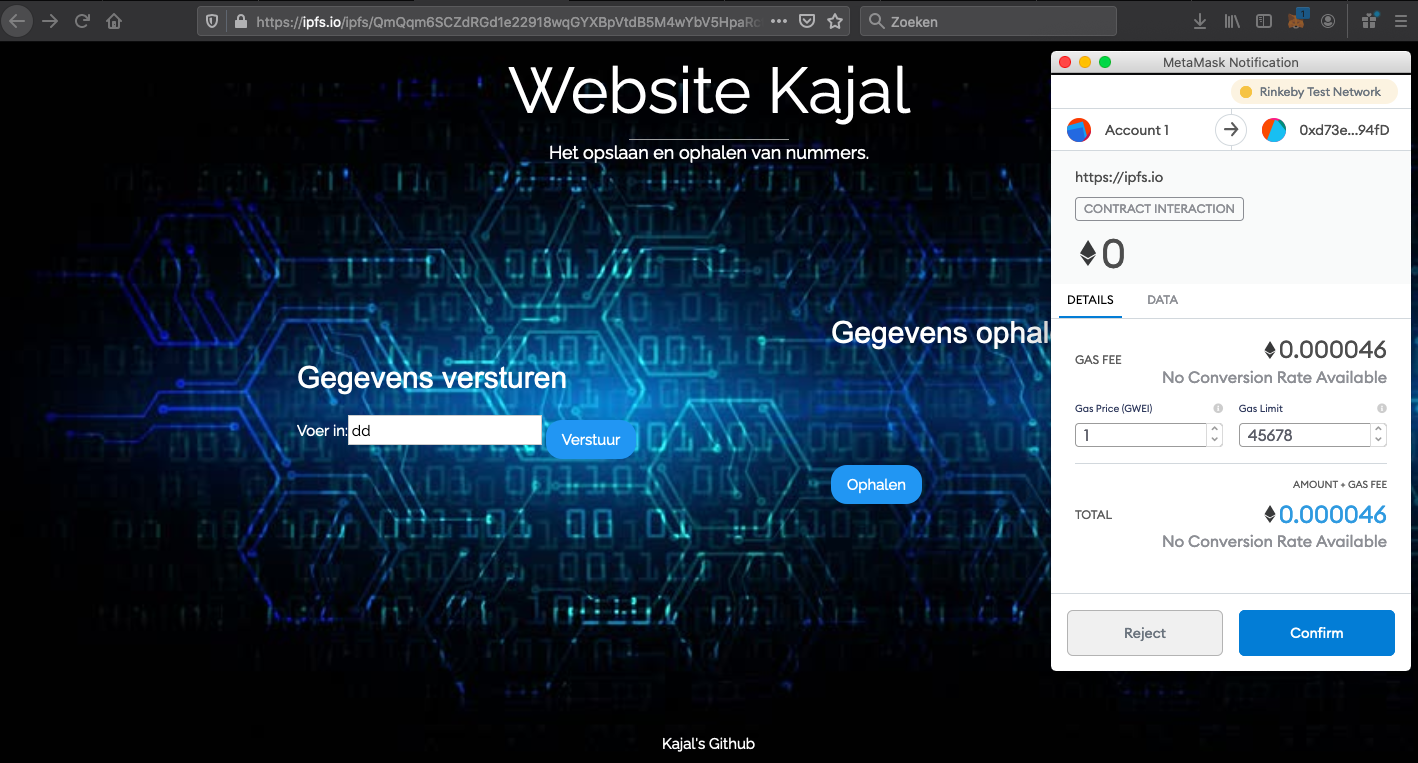 https://ipfs.io/ipfs/QmQqm6SCZdRGd1e22918wqGYXBpVtdB5M4wYbV5HpaRc
Zoeken
1
Website Kajal
Het opslaan en ophalen van nummers.
Gegevens versturen
Voer in:
dd
Verstuur
Gegevens ophal
Ophalen
Kajal's Github
MetaMask Notification
Rinkeby Test Network
Account 1
0xd73e...94fD
https://ipfs.io
CONTRACT INTERACTION
0
DETAILS
DATA
GAS FEE
0.000046
No Conversion Rate Available
Gas Price (GWEI)
Gas Limit
1
45678
AMOUNT + GAS FEE
TOTAL
0.000046
No Conversion Rate Available
Reject
Confirm